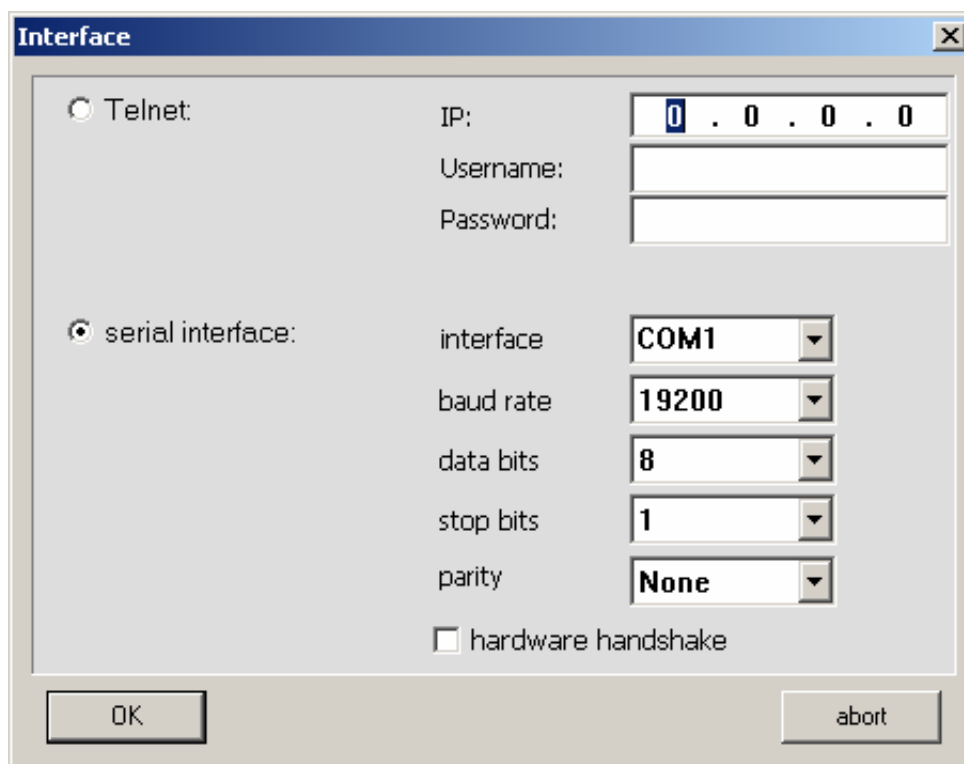 Interface
Telnet:
IP: 0 . 0 . 0 . 0
Username:
Password:
serial interface:
interface COM1
baud rate 19200
data bits 8
stop bits 1
parity None
hardware handshake
OK abort